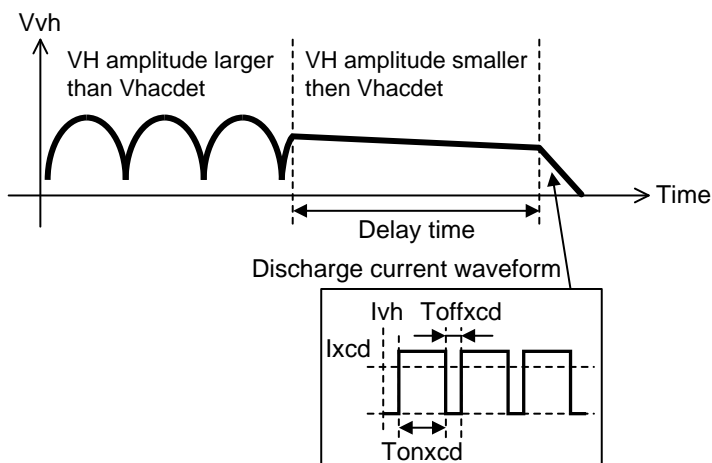 Vvh
VH amplitude larger
than Vhacdet
VH amplitude smaller
then Vhacdet
Time
Delay time
Discharge current waveform
Ivh
Toffxcd
Ixcd
Tonxcd